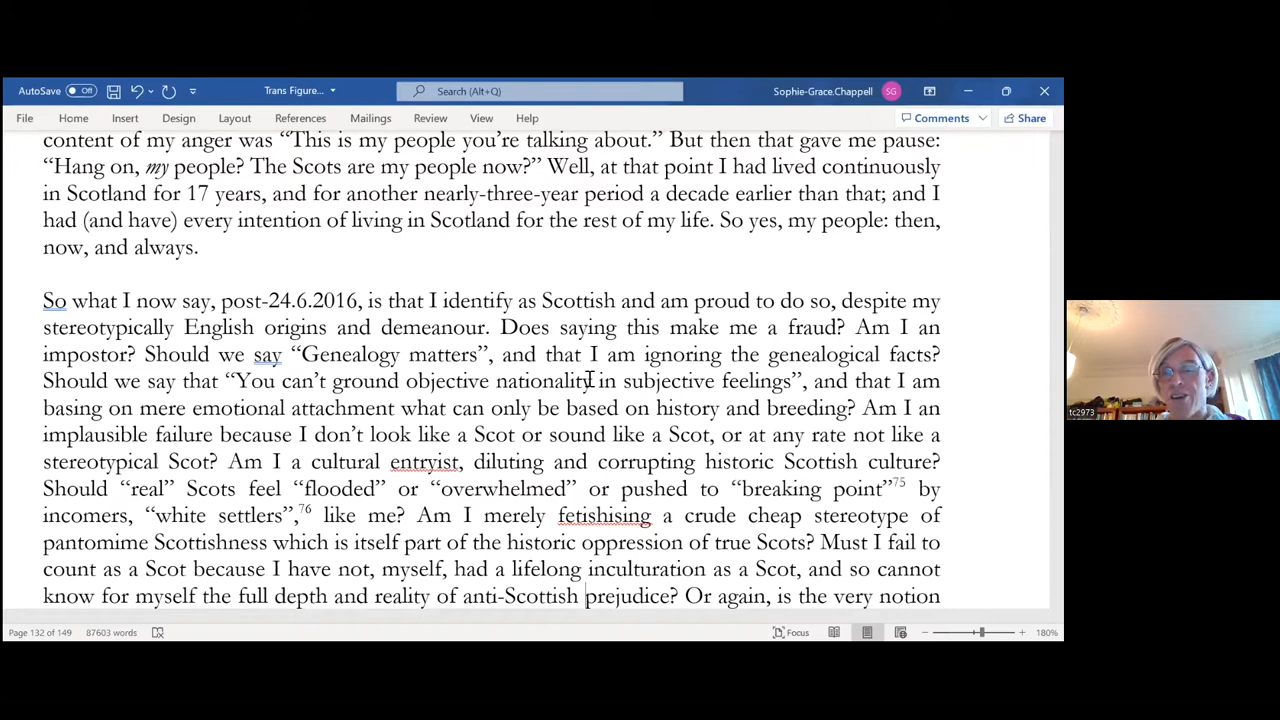 AutoSave Off
Trans Figure...
Search (Alt+Q)
Sophie-Grace.Chappell SG
File Home Insert Draw Design Layout References Mailings Review View Help Comments Share
content of my anger was “This is my people you’re talking about.” But then that gave me pause:
“Hang on, my people? The Scots are my people now?” Well, at that point I had lived continuously
in Scotland for 17 years, and for another nearly-three-year period a decade earlier than that; and I
had (and have) every intention of living in Scotland for the rest of my life. So yes, my people: then,
now, and always.
So what I now say, post-24.6.2016, is that I identify as Scottish and am proud to do so, despite my
stereotypically English origins and demeanour. Does saying this make me a fraud? Am I an
impostor? Should we say “Genealogy matters”, and that I am ignoring the genealogical facts?
Should we say that “You can’t ground objective nationality in subjective feelings”, and that I am
basing on mere emotional attachment what can only be based on history and breeding? Am I an
implausible failure because I don’t look like a Scot or sound like a Scot, or at any rate not like a
stereotypical Scot? Am I a cultural entryist, diluting and corrupting historic Scottish culture?
Should “real” Scots feel “flooded” or “overwhelmed” or pushed to “breaking point”75 by
incomers, “white settlers”,76 like me? Am I merely fetishising a crude cheap stereotype of
pantomime Scottishness which is itself part of the historic oppression of true Scots? Must I fail to
count as a Scot because I have not, myself, had a lifelong inculturation as a Scot, and so cannot
know for myself the full depth and reality of anti-Scottish prejudice? Or again, is the very notion
tc2973
Page 132 of 149 87603 words Focus 180%